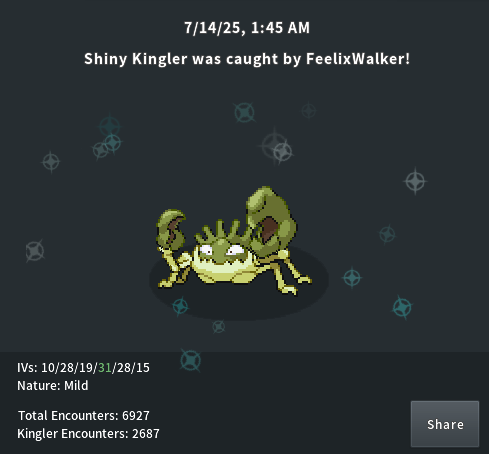 7/14/25, 1:45 AM
Shiny Kingler was caught by FeelixWalker!
IVs: 10/28/19/31/28/15
Nature: Mild
Total Encounters: 6927
Kingler Encounters: 2687
Share